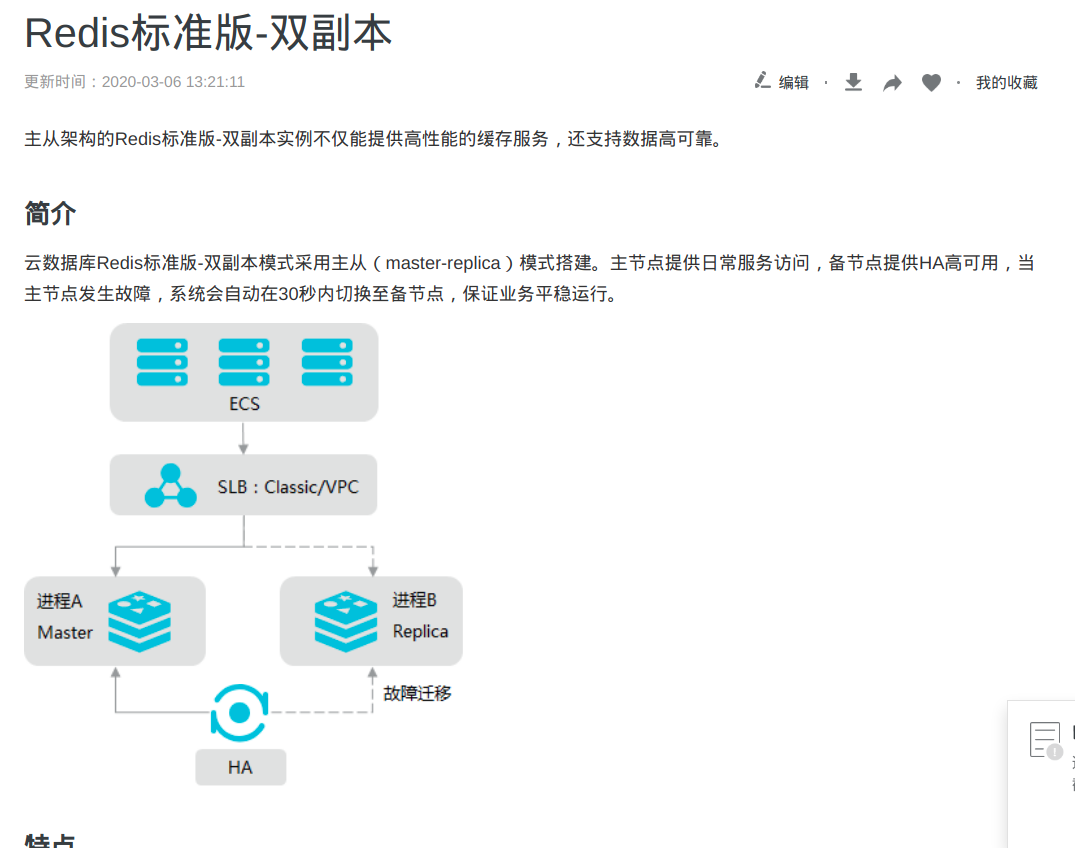 Redis标准版-双副本
更新时间：2020-03-06 13:21:11
编辑 · · 我的收藏
主从架构的Redis标准版-双副本实例不仅能提供高性能的缓存服务，还支持数据高可靠。
简介
云数据库Redis标准版-双副本模式采用主从（master-replica）模式搭建。主节点提供日常服务访问，备节点提供HA高可用，当
主节点发生故障，系统会自动在30秒内切换至备节点，保证业务平稳运行。
ECS
SLB：Classic/VPC
进程A
Master
进程B
Replica
故障迁移
HA
特点